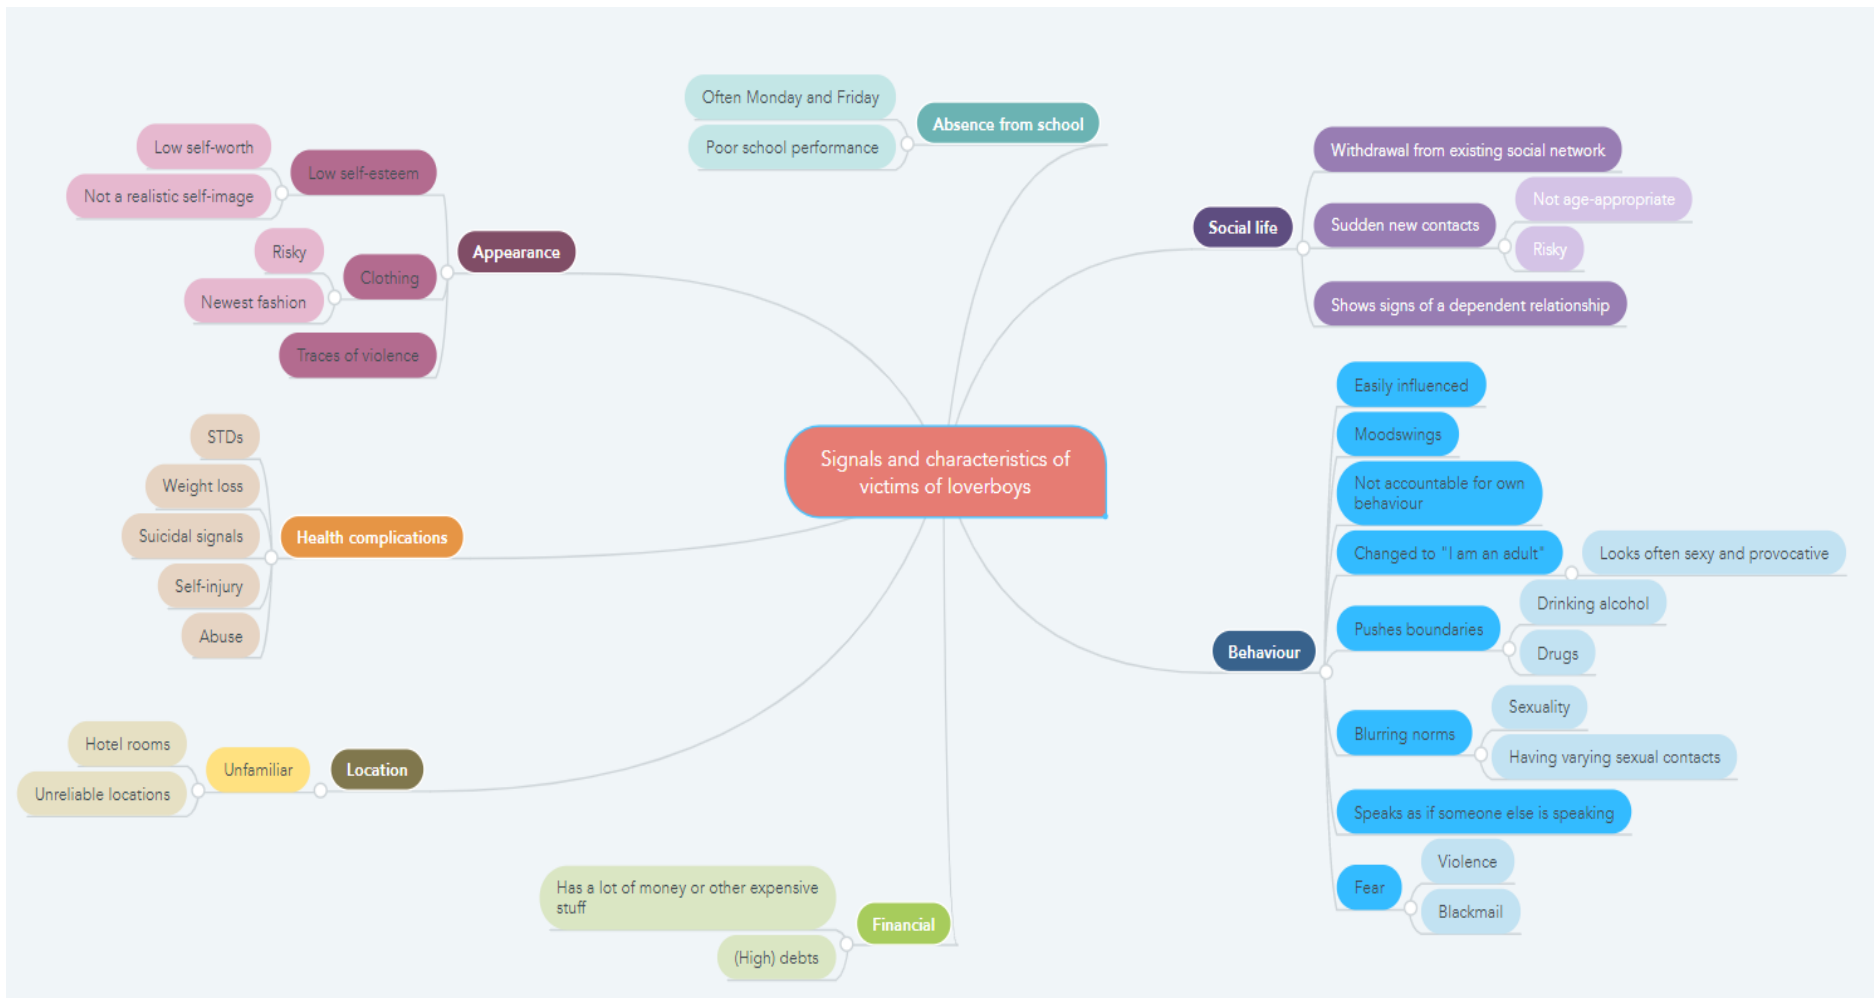 Signals and characteristics of
victims of loverboys
Absence from school
Often Monday and Friday
Poor school performance
Appearance
Low self-esteem
Low self-worth
Not a realistic self-image
Clothing
Risky
Newest fashion
Traces of violence
Health complications
STDs
Weight loss
Suicidal signals
Self-injury
Abuse
Location
Unfamiliar
Hotel rooms
Unreliable locations
Financial
Has a lot of money or other expensive
stuff
(High) debts
Social life
Withdrawal from existing social network
Sudden new contacts
Not age-appropriate
Risky
Shows signs of a dependent relationship
Behaviour
Easily influenced
Moodswings
Not accountable for own
behaviour
Changed to "I am an adult"
Looks often sexy and provocative
Pushes boundaries
Drinking alcohol
Drugs
Blurring norms
Sexuality
Having varying sexual contacts
Speaks as if someone else is speaking
Fear
Violence
Blackmail